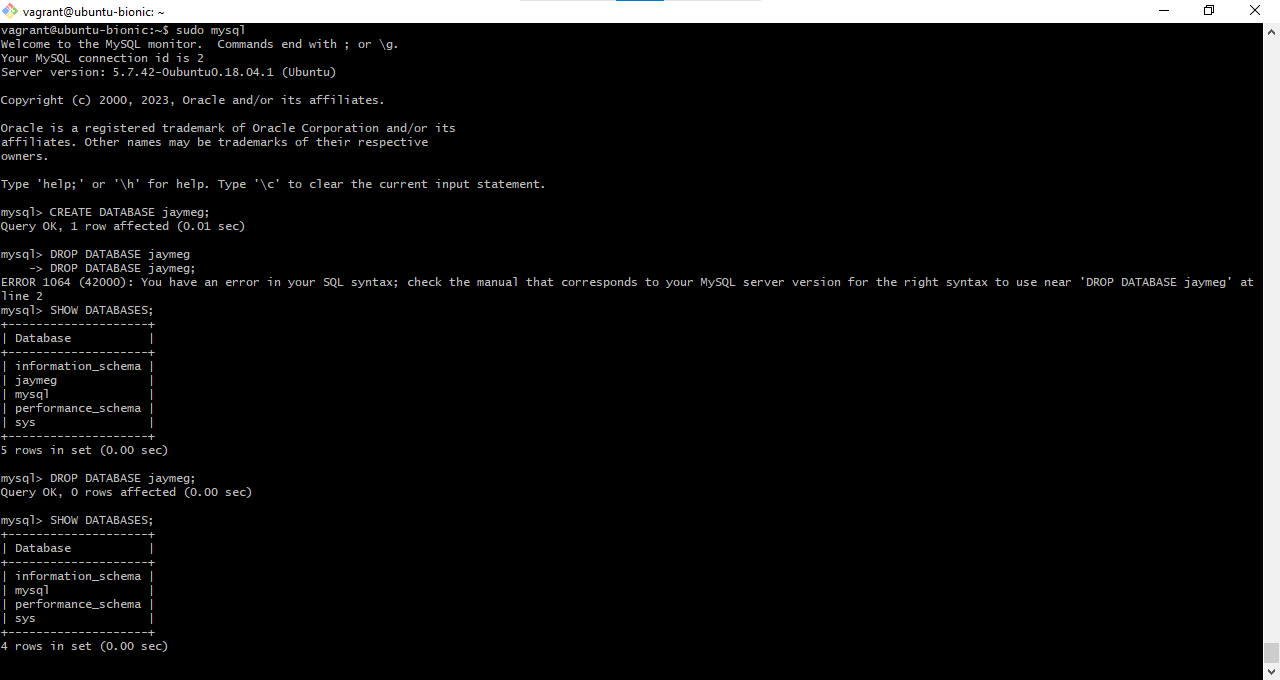 vagrant@ubuntu-bionic: ~
vagrant@ubuntu-bionic:~$ sudo mysql
Welcome to the MySQL monitor.  Commands end with ; or \g.
Your MySQL connection id is 2
Server version: 5.7.42-0ubuntu0.18.04.1 (Ubuntu)

Copyright (c) 2000, 2023, Oracle and/or its affiliates.

Oracle is a registered trademark of Oracle Corporation and/or its
affiliates. Other names may be trademarks of their respective
owners.

Type 'help;' or '\h' for help. Type '\c' to clear the current input statement.

mysql> CREATE DATABASE jaymeg;
Query OK, 1 row affected (0.01 sec)

mysql> DROP DATABASE jaymeg
    -> DROP DATABASE jaymeg;
ERROR 1064 (42000): You have an error in your SQL syntax; check the manual that corresponds to your MySQL server version for the right syntax to use near 'DROP DATABASE jaymeg' at
line 2
mysql> SHOW DATABASES;
+--------------------+
| Database           |
+--------------------+
| information_schema |
| jaymeg             |
| mysql              |
| performance_schema |
| sys                |
+--------------------+
5 rows in set (0.00 sec)

mysql> DROP DATABASE jaymeg;
Query OK, 0 rows affected (0.00 sec)

mysql> SHOW DATABASES;
+--------------------+
| Database           |
+--------------------+
| information_schema |
| mysql              |
| performance_schema |
| sys                |
+--------------------+
4 rows in set (0.00 sec)